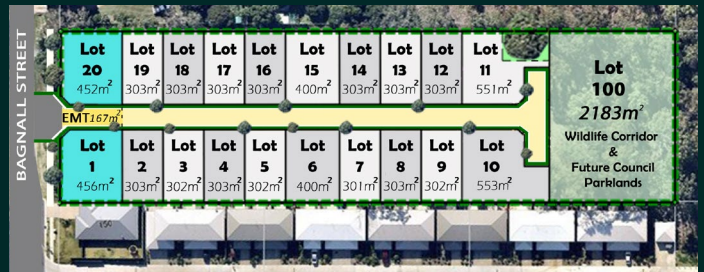 BAGNALL STREET
Lot 20 452m²
Lot 19 303m²
Lot 18 303m²
Lot 17 303m²
Lot 16 303m²
Lot 15 400m²
Lot 14 303m²
Lot 13 303m²
Lot 12 303m²
Lot 11 551m²
Lot 100
2183m²
Wildlife Corridor
&
Future Council
Parklands
EMT 167m²
Lot 1 456m²
Lot 2 303m²
Lot 3 302m²
Lot 4 303m²
Lot 5 302m²
Lot 6 400m²
Lot 7 301m²
Lot 8 303m²
Lot 9 302m²
Lot 10 553m²